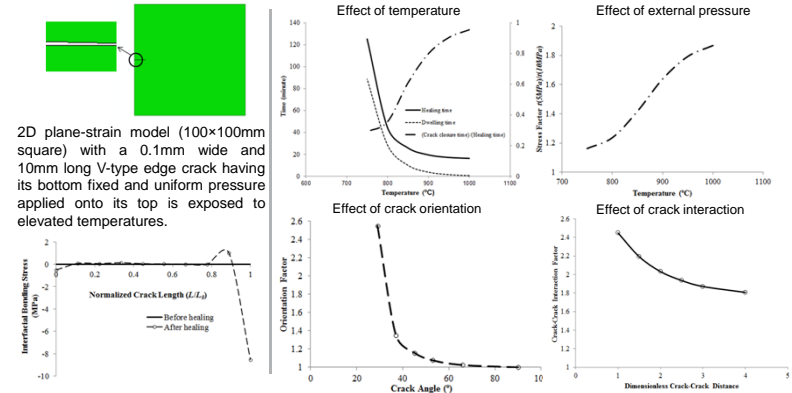 2D plane-strain model (100×100mm
square) with a 0.1mm wide and
10mm long V-type edge crack having
its bottom fixed and uniform pressure
applied onto its top is exposed to
elevated temperatures.
2
0
-2
-4
-6
-8
-10
0
0.2
0.4
0.6
0.8
1
Interfacial Bonding Stress
(MPa)
Normalized Crack Length (L/L0)
Before healing
After healing
Effect of temperature
140
120
100
80
60
40
20
0
Time (minute)
1
0.8
0.6
0.4
0.2
0
Healing time
Dwelling time
(Crack closure time)/(Healing time)
600
700
800
900
1000
1100
Temperature (°C)
Effect of external pressure
2
1.8
1.6
1.4
1.2
1
Stress Factor t(5MPa)/t(10MPa)
700
800
900
1000
1100
Temperature (°C)
Effect of crack orientation
2.6
2.4
2.2
2
1.8
1.6
1.4
1.2
1
Orientation Factor
0
20
40
60
80
10
Crack Angle (°)
Effect of crack interaction
2.6
2.4
2.2
2
1.8
1.6
1.4
1.2
1
Crack-Crack Interaction Factor
0
1
2
3
4
5
Dimensionless Crack-Crack Distance